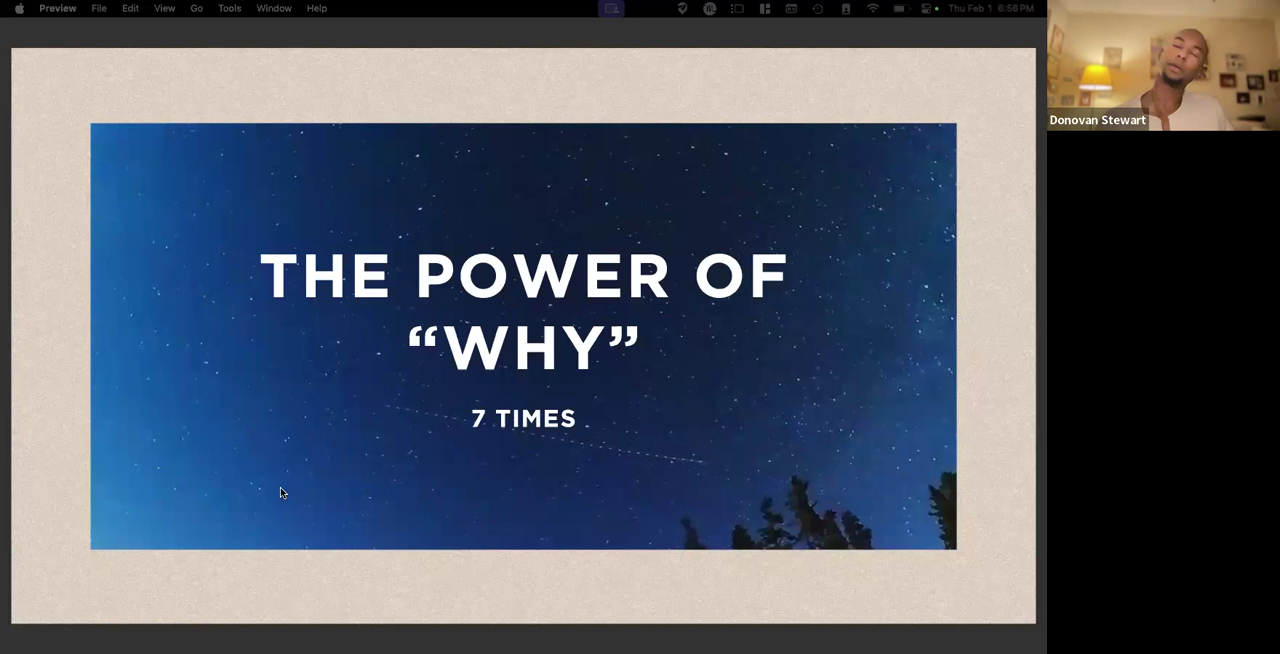 Preview File Edit View Go Tools Window Help
Thu Feb 1 6:56 PM
Donovan Stewart
THE POWER OF
“WHY”
7 TIMES